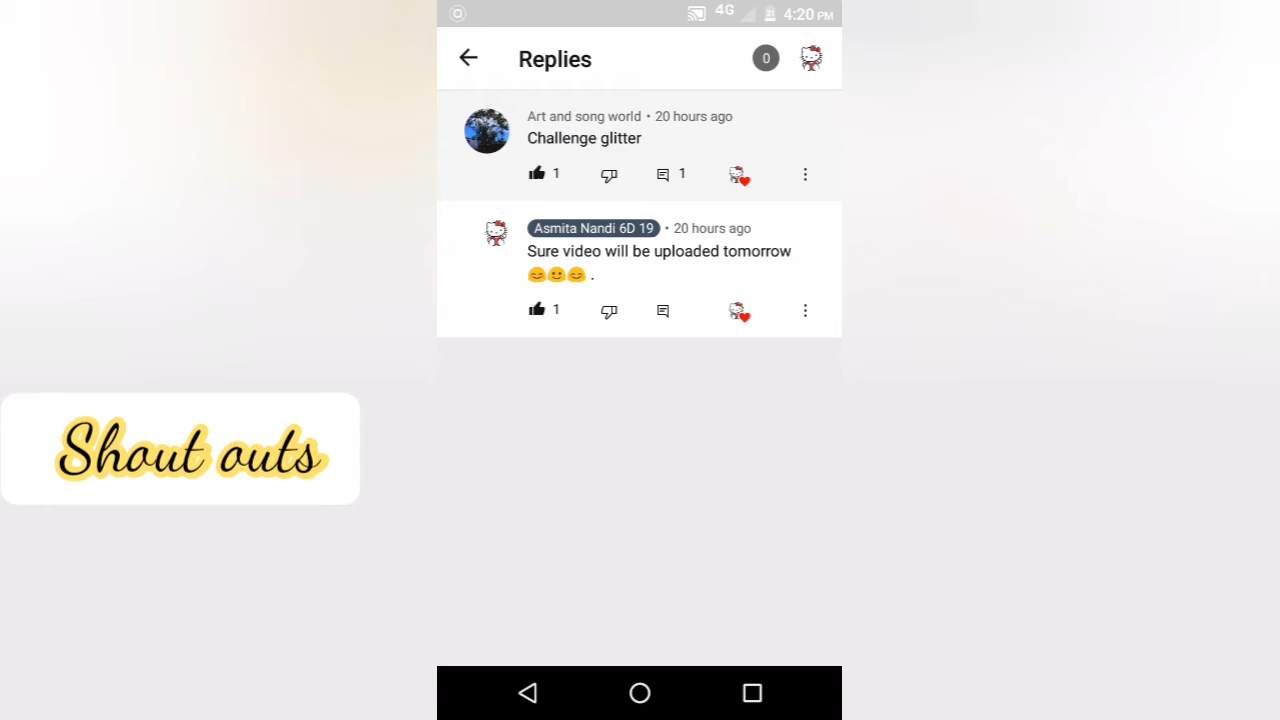 4G 4:20 PM
Replies 0
Art and song world • 20 hours ago
Challenge glitter
1 1
Asmita Nandi 6D 19 • 20 hours ago
Sure video will be uploaded tomorrow
😊🙂😊 .
1
Shout outs